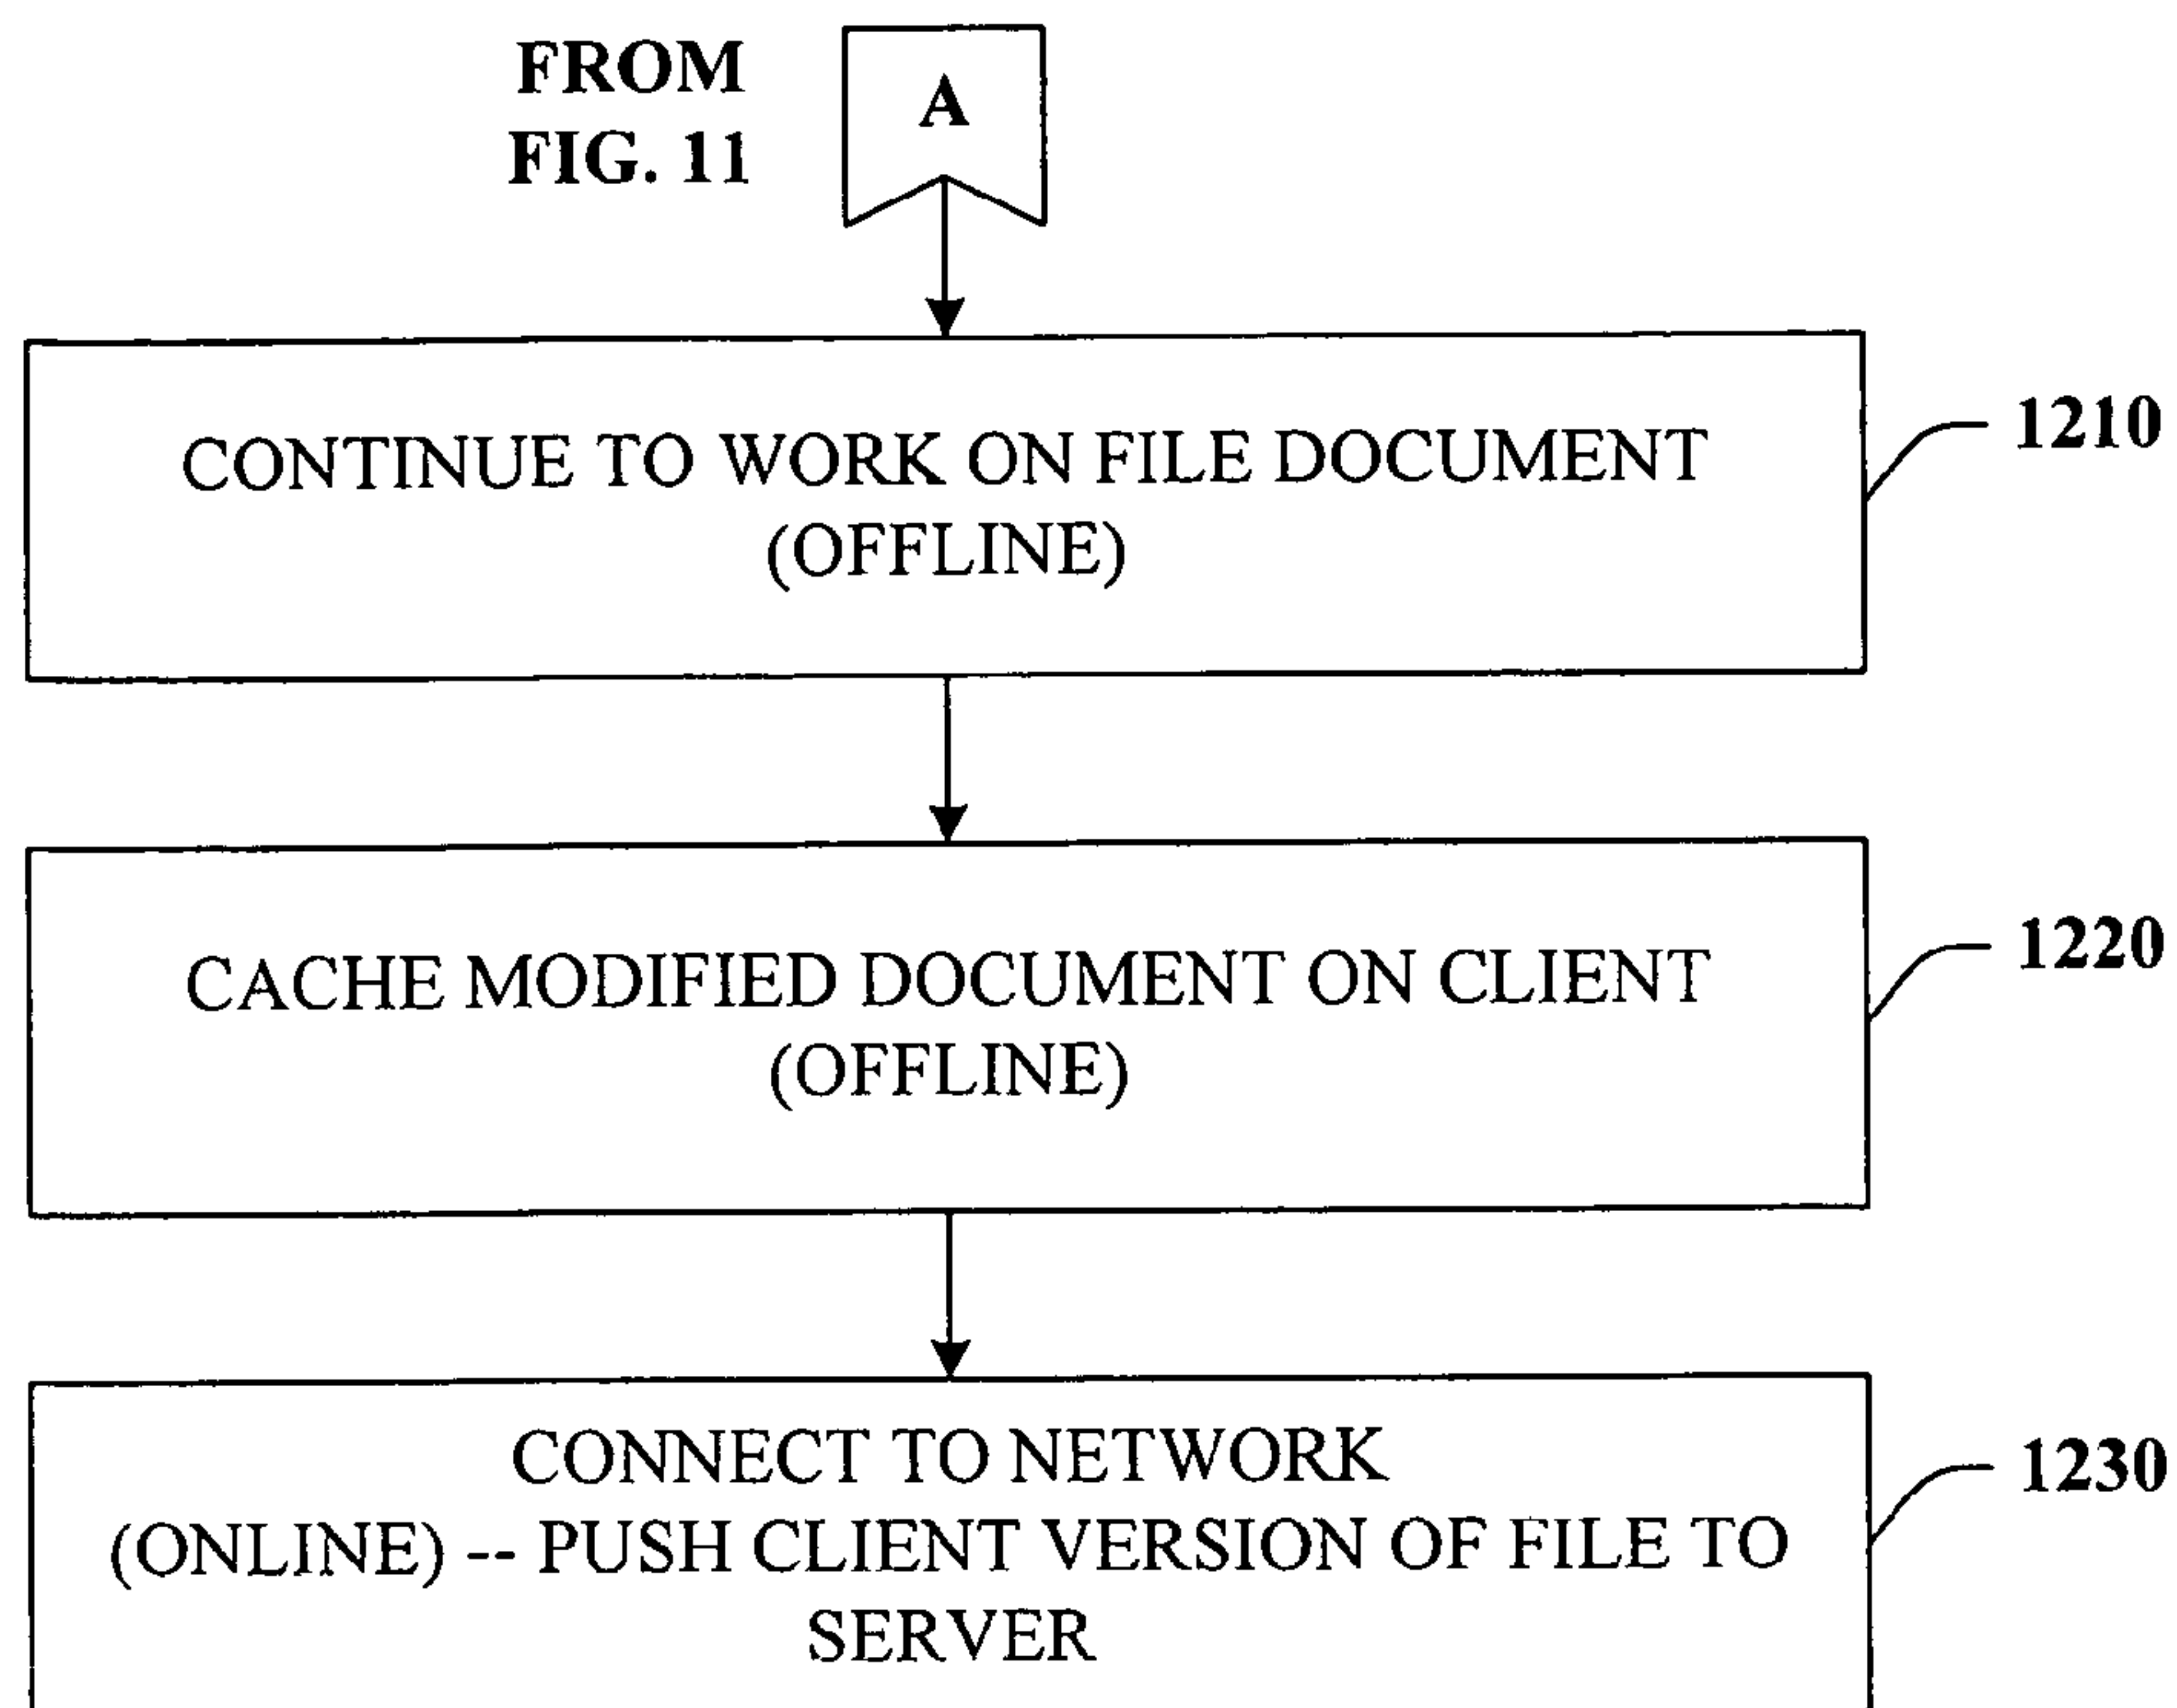 FROM
FIG. 11
A
CONTINUE TO WORK ON FILE DOCUMENT
(OFFLINE)
1210
CACHE MODIFIED DOCUMENT ON CLIENT
(OFFLINE)
1220
CONNECT TO NETWORK
(ONLINE) -- PUSH CLIENT VERSION OF FILE TO
SERVER
1230